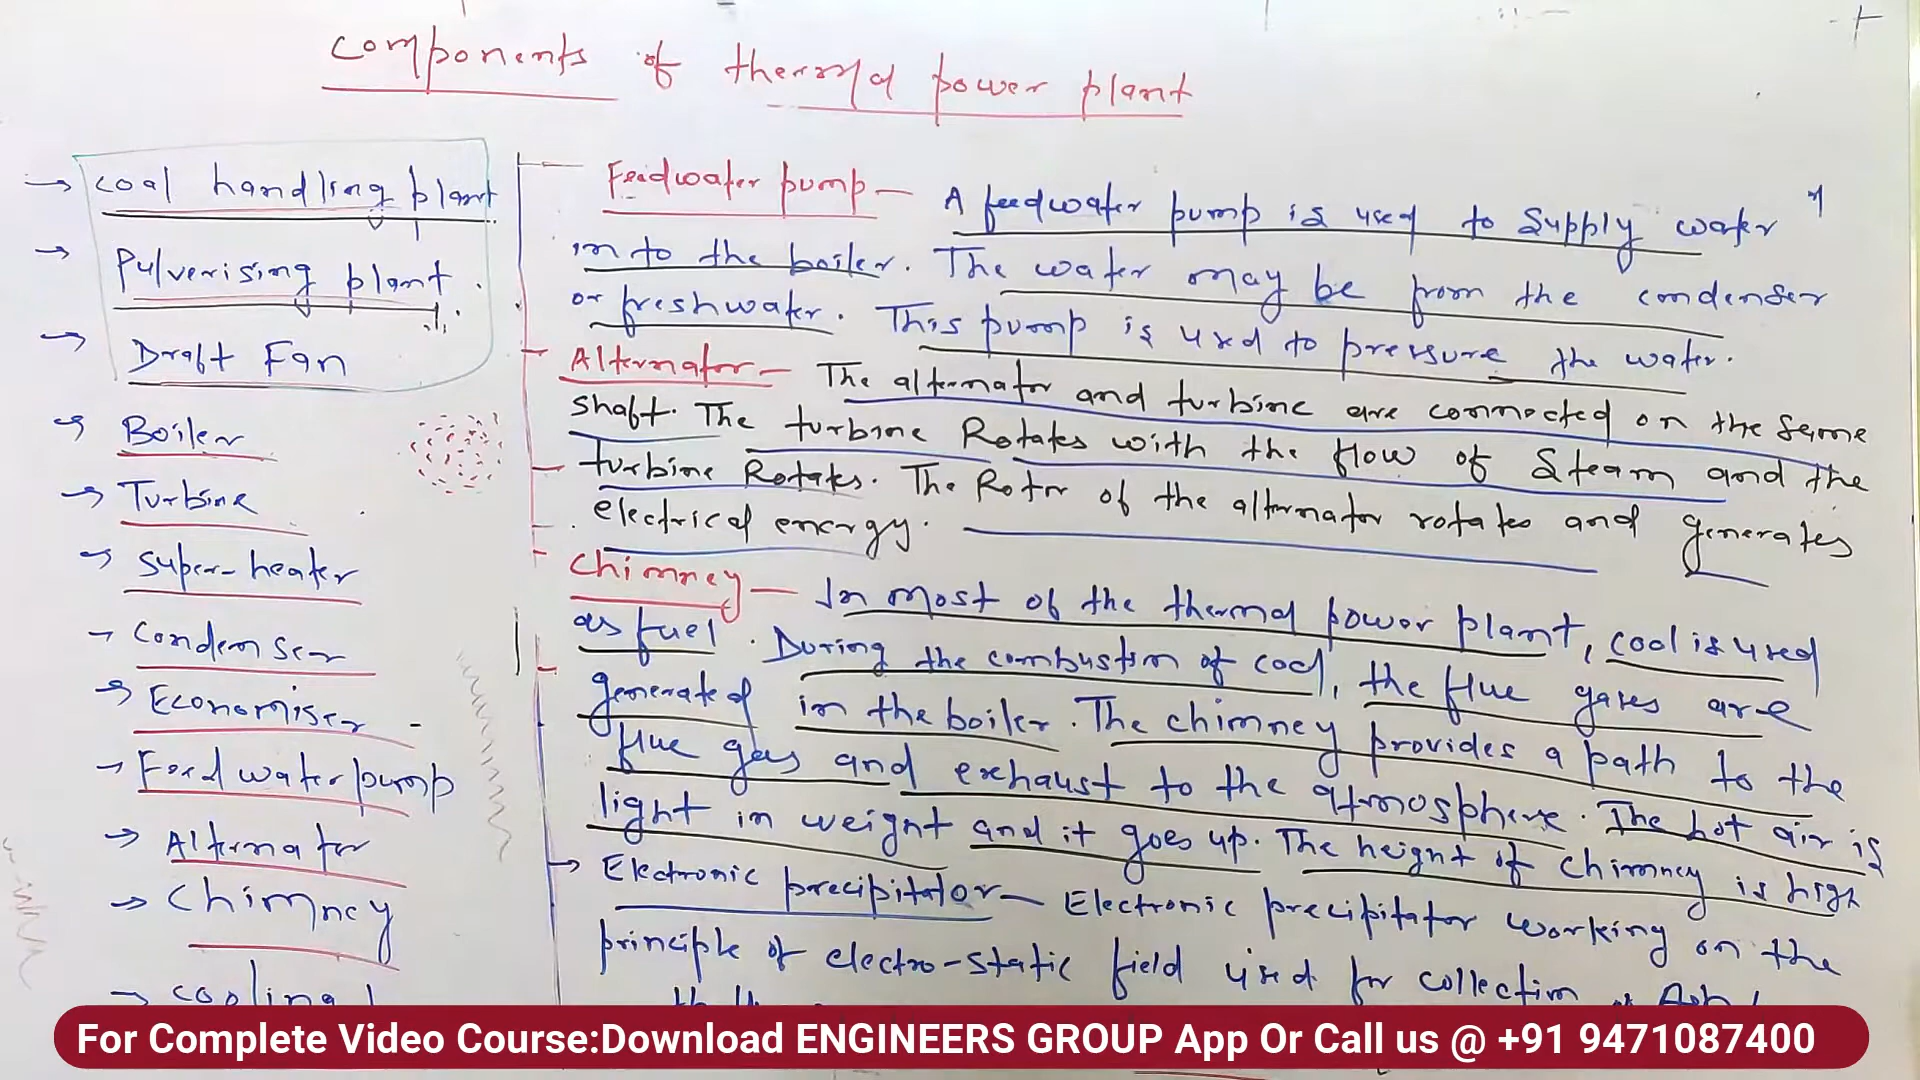 Components of thermal power plant
→ Coal handling plant
→ Pulverising plant.
→ Draft Fan
→ Boiler
→ Turbine
→ Super-heater
→ Condenser
→ Economiser -
→ Feed water pump
→ Alternator
→ Chimney
→ Cooling
Feedwater pump — A feedwater pump is used to Supply water
in to the boiler. The water may be from the condenser
or freshwater. This pump is used to pressure the water.
Alternator - The alternator and turbine are connected on the same
shaft. The turbine Rotates with the flow of Steam and the
turbine Rotates. The Rotor of the alternator rotates and generates
electrical energy.
Chimney — In most of the thermal power plant, coal is used
as fuel. During the combustion of coal, the flue gases are
generated in the boiler. The chimney provides a path to the
flue gas and exhaust to the atmosphere. The hot air is
light in weight and it goes up. The height of chimney is high
→ Electronic precipitator — Electronic precipitator working on the
principle of electro-static field used for collection of Ash
For Complete Video Course:Download ENGINEERS GROUP App Or Call us @ +91 9471087400